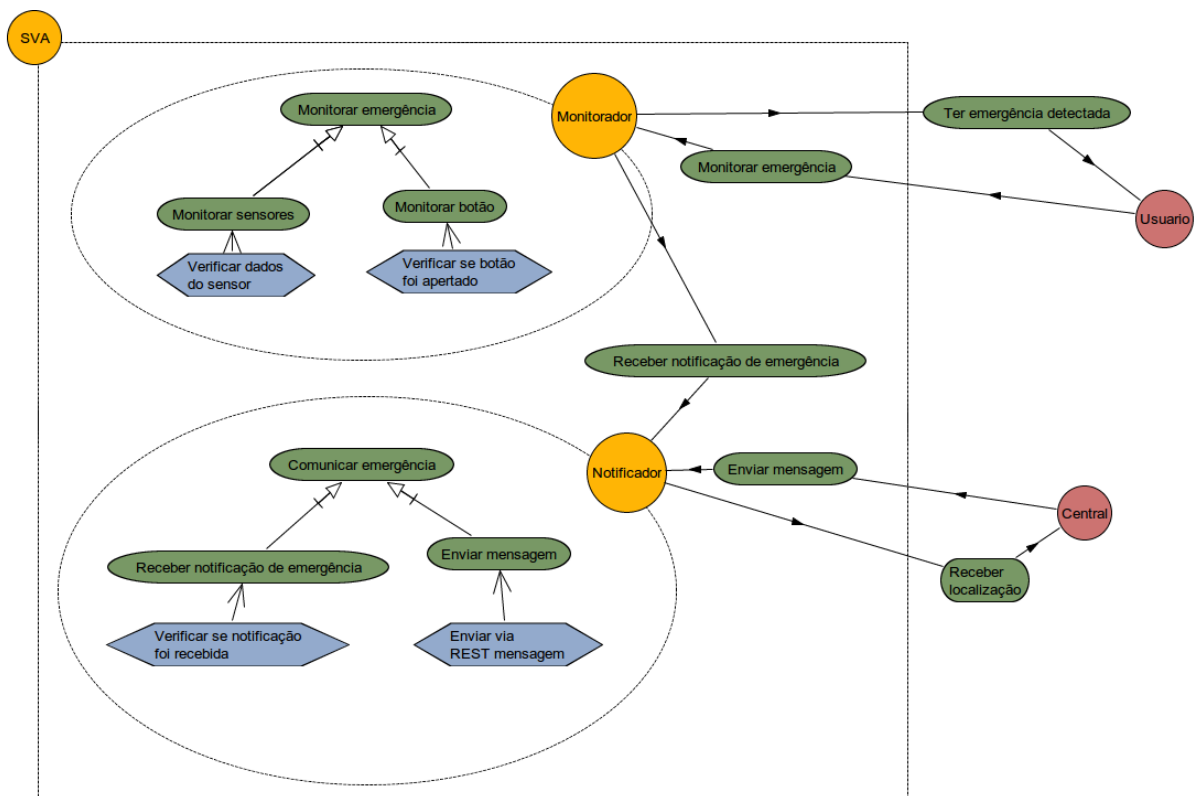 SVA
Monitorar emergência
Monitorador
Ter emergência detectada
Monitorar emergência
Monitorar sensores
Monitorar botão
Usuario
Verificar dados
do sensor
Verificar se botão
foi apertado
Receber notificação de emergência
Comunicar emergência
Notificador
Enviar mensagem
Central
Receber notificação de emergência
Enviar mensagem
Receber
localização
Verificar se notificação
foi recebida
Enviar via
REST mensagem